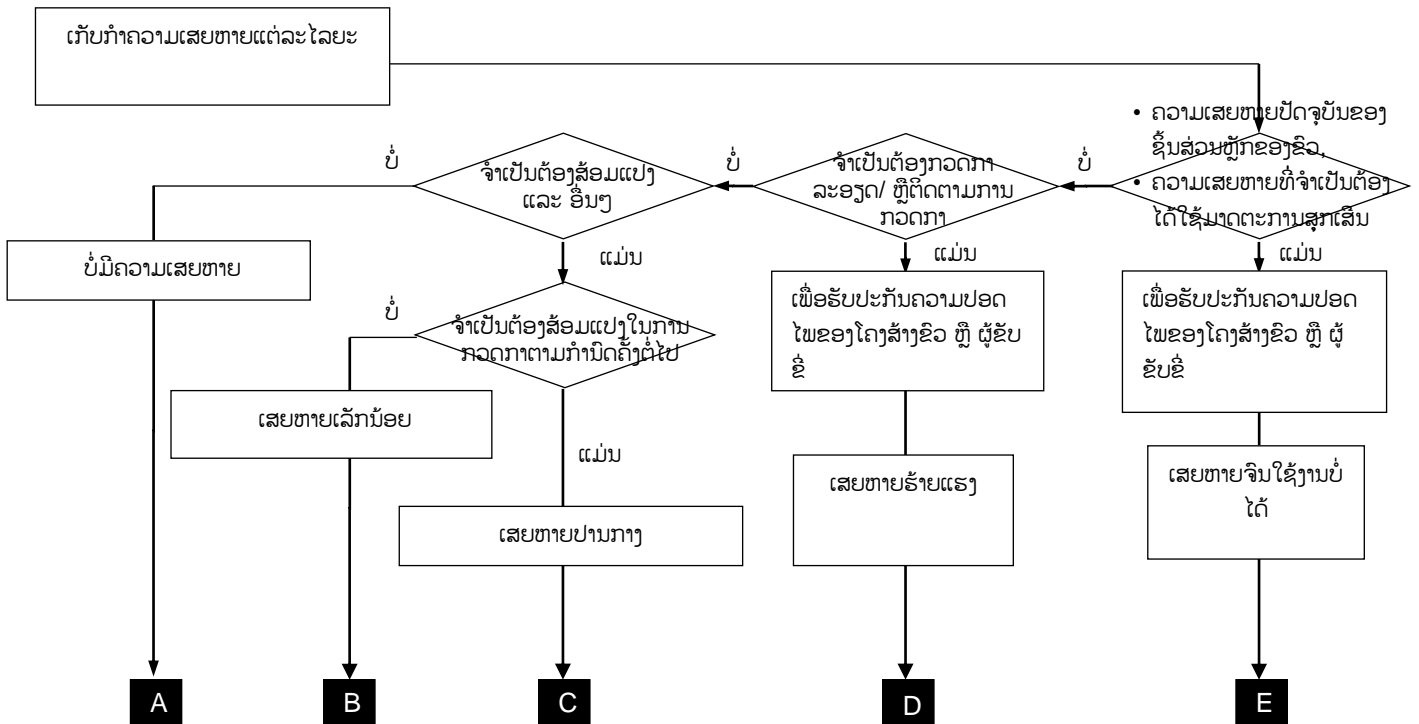 ເກັບກຳຄວາມເສຍຫາຍແຕ່ລະໄລຍະ
• ຄວາມເສຍຫາຍປັດຈຸບັນຂອງ
ຊິ້ນສ່ວນຫຼັກຂອງຂົວ,
• ຄວາມເສຍຫາຍທີ່ຈຳເປັນຕ້ອງ
ໄດ້ໃຊ້ມາດຕະການສຸກເສີນ
ບໍ່
ຈຳເປັນຕ້ອງກວດກາ
ລະອຽດ/ ຫຼືຕິດຕາມການ
ກວດກາ
ບໍ່
ຈຳເປັນຕ້ອງສ້ອມແປງ
ແລະ ອື່ນໆ
ບໍ່
ບໍ່ມີຄວາມເສຍຫາຍ
ແມ່ນ
ແມ່ນ
ແມ່ນ
ບໍ່
ຈຳເປັນຕ້ອງສ້ອມແປງໃນການ
ກວດກາຕາມກຳນົດຄັ້ງຕໍ່ໄປ
ເພື່ອຮັບປະກັນຄວາມປອດ
ໄພຂອງໂຄງສ້າງຂົວ ຫຼື ຜູ້ຂັບ
ຂີ່
ເພື່ອຮັບປະກັນຄວາມປອດ
ໄພຂອງໂຄງສ້າງຂົວ ຫຼື ຜູ້
ຂັບຂີ່
ເສຍຫາຍເລັກນ້ອຍ
ແມ່ນ
ເສຍຫາຍປານກາງ
ເສຍຫາຍຮ້າຍແຮງ
ເສຍຫາຍຈົນໃຊ້ງານບໍ່
ໄດ້
A
B
C
D
E